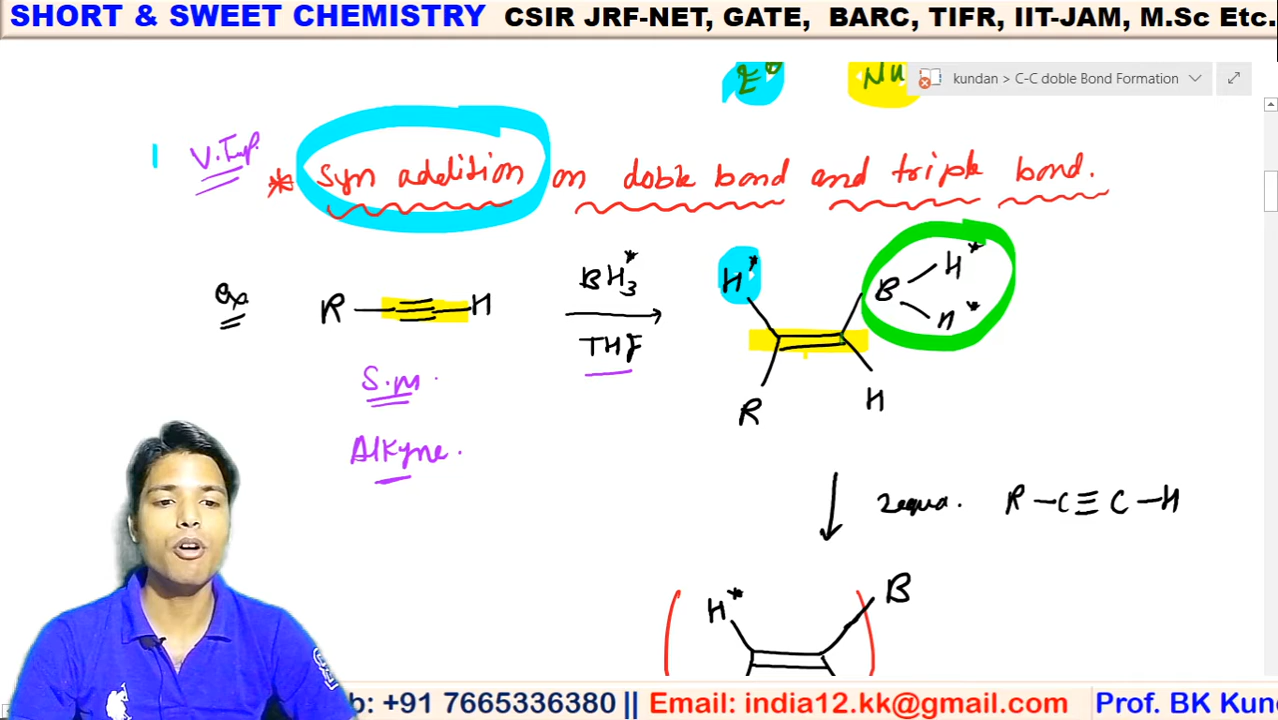 SHORT & SWEET CHEMISTRY CSIR JRF-NET, GATE, BARC, TIFR, IIT-JAM, M.Sc Etc.
E⊕ Nu
kundan > C-C doble Bond Formation
V.Imp.
* Syn addition on doble bond and triple bond.
ex R ≡ H
BH3*
THF
H* B H* H*
R H
S.m.
Alkyne.
2equa. R-C≡C-H
H* B
b: +91 7665336380 || Email: india12.kk@gmail.com Prof. BK Kun